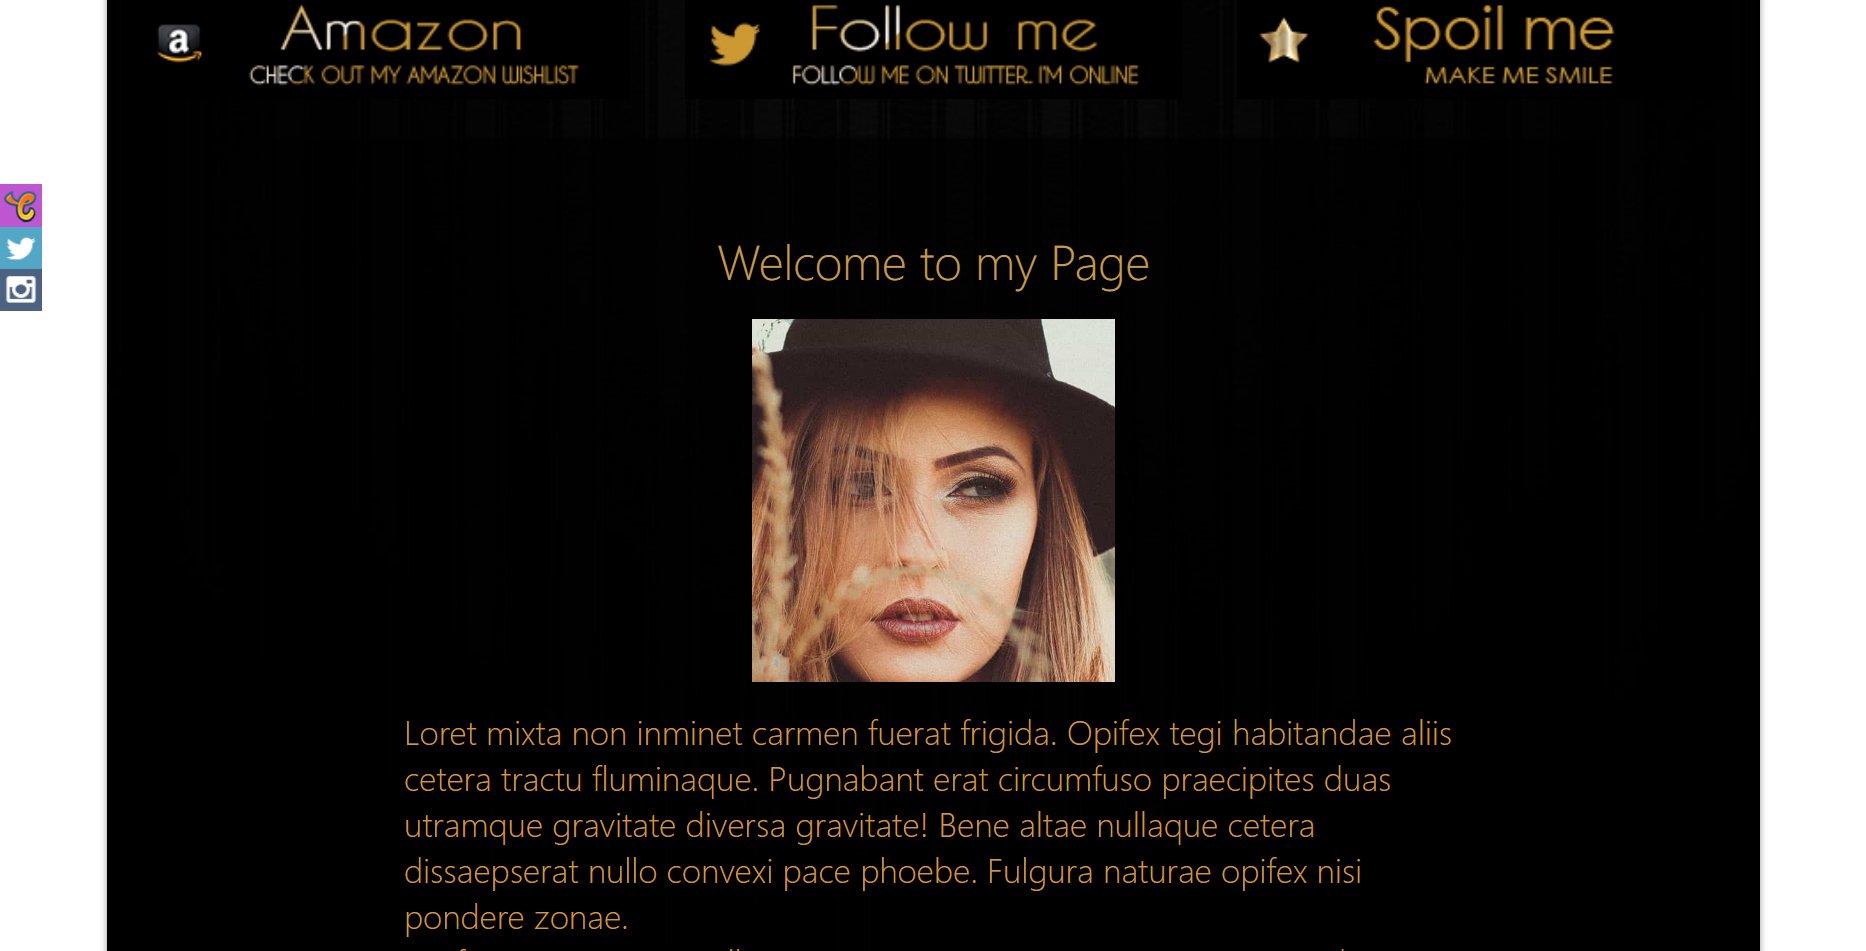 a
Amazon
CHECK OUT MY AMAZON WISHLIST
Follow me
FOLLOW ME ON TWITTER. I'M ONLINE
Spoil me
MAKE ME SMILE
Welcome to my Page
Loret mixta non inminet carmen fuerat frigida. Opifex tegi habitandae aliis
cetera tractu fluminaque. Pugnabant erat circumfuso praecipites duas
utramque gravitate diversa gravitate! Bene altae nullaque cetera
dissaepserat nullo convexi pace phoebe. Fulgura naturae opifex nisi
pondere zonae.